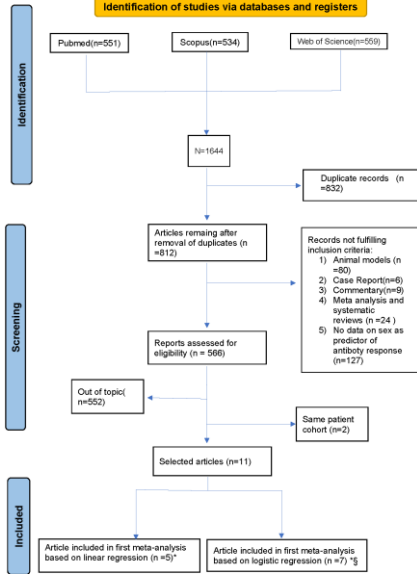 Identification of studies via databases and registers
Identification
Pubmed(n=551)
Scopus(n=534)
Web of Science(n=559)
N=1644
Duplicate records (n
=832)
Screening
Articles remaing after
removal of duplicates (n
=812)
Records not fulfilling
inclusion criteria:
1) Animal models (n
=80)
2) Case Report(n=6)
3) Commentary(n=9)
4) Meta analysis and
systematic
reviews (n =24 )
5) No data on sex as
predictor of
antiboty response
(n=127)
Reports assessed for
eligibility (n = 566)
Out of topic(
n=552)
Same patient
cohort (n=2)
Selected articles (n=11)
Included
Article included in first meta-analysis
based on linear regression (n =5)*
Article included in first meta-analysis
based on logistic regression (n =7) *§